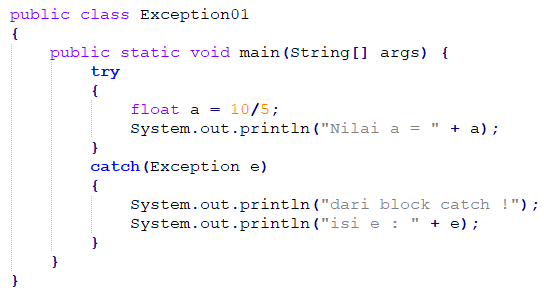 public class Exception01
{
    public static void main(String[] args) {
        try
        {
            float a = 10/5;
            System.out.println("Nilai a = " + a);
        }
        catch(Exception e)
        {
            System.out.println("dari block catch !");
            System.out.println("isi e : " + e);
        }
    }
}